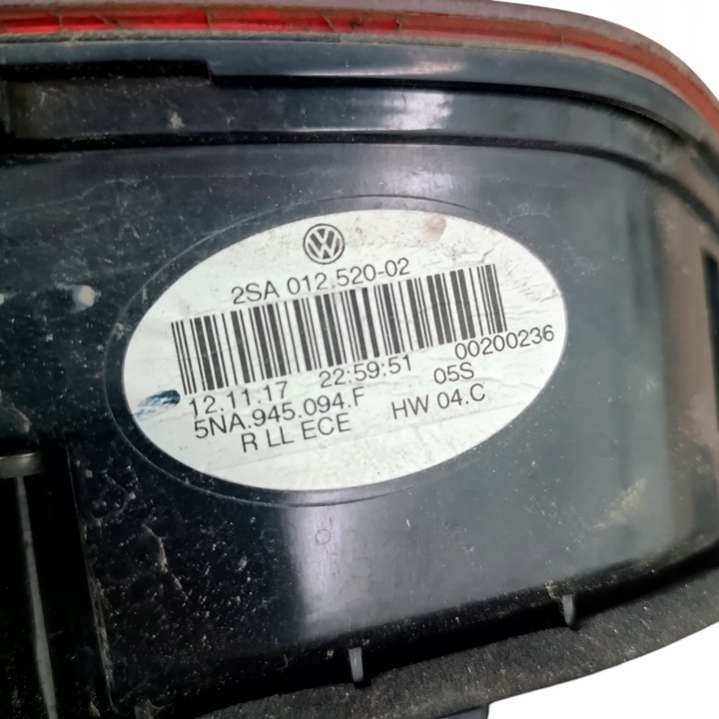 VW
2SA 012.520-02
00200236
12.11.17 22:59:51 05S
5NA.945.094.F HW 04.C
R LL ECE